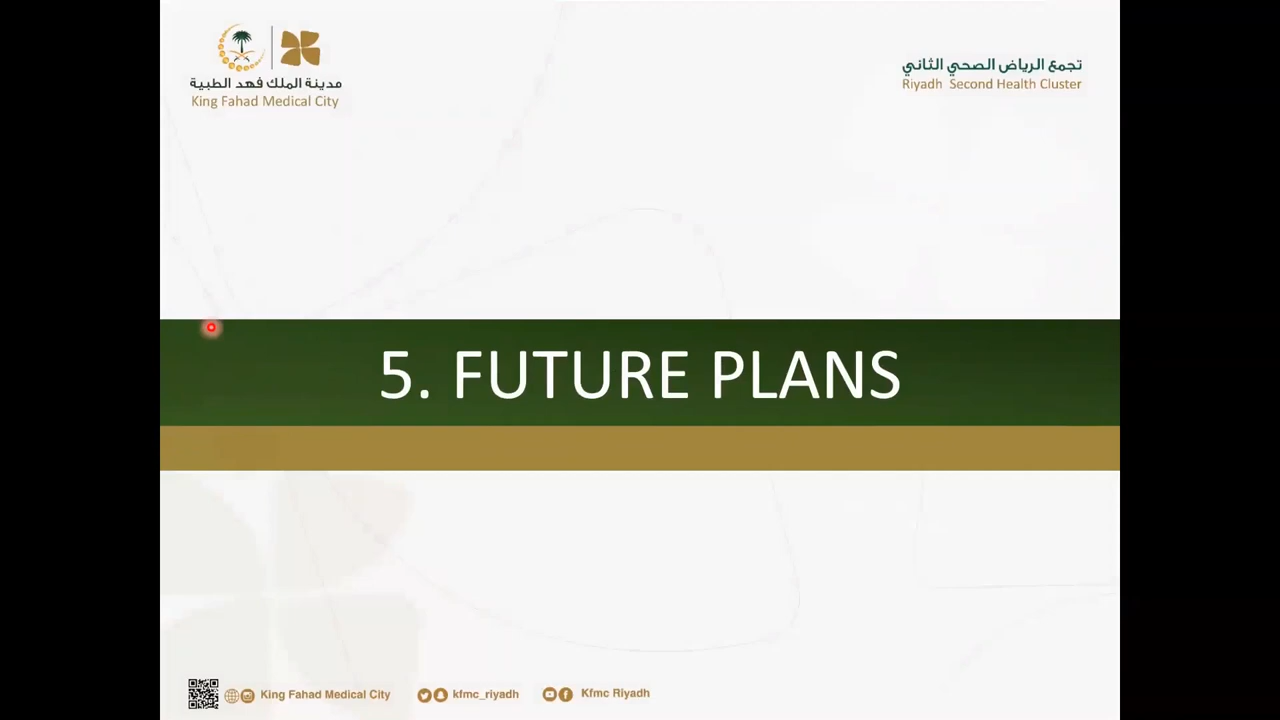 مدينة الملك فهد الطبية
King Fahad Medical City
تجمع الرياض الصحي الثاني
Riyadh Second Health Cluster
5. FUTURE PLANS
King Fahad Medical City
kfmc_riyadh
Kfmc Riyadh